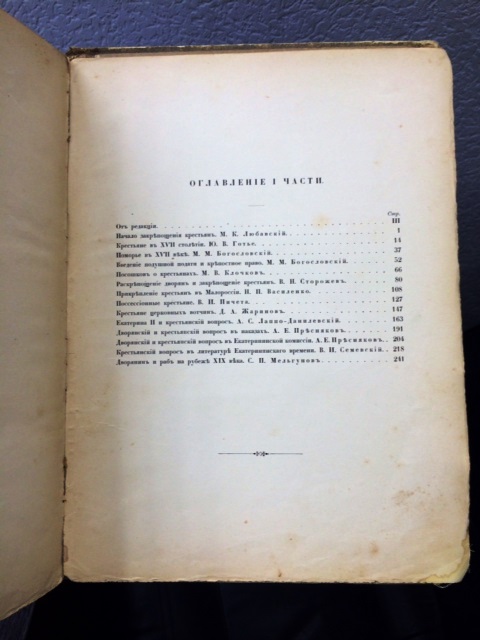 ОГЛАВЛЕНІЕ I ЧАСТИ.
Стр.
Отъ редакціи. III
Начало закрѣпощенія крестьянъ. М. К. Любавскій. 1
Крестьяне въ XVII столѣтіи. Ю. В. Готье. 14
Поморье въ XVII вѣкѣ. М. М. Богословскій. 37
Введеніе подушной подати и крѣпостное право. М. М. Богословскій. 52
Посошковъ о крестьянахъ. М. В. Клочковъ. 66
Раскрѣпощеніе дворянъ и закрѣпощеніе крестьянъ. В. Н. Сторожевъ. 80
Прикрѣпленіе крестьянъ въ Малороссіи. Н. П. Василенко. 108
Поссессіонные крестьяне. В. И. Пичета. 127
Крестьяне церковныхъ вотчинъ. Д. А. Жариновъ. 147
Екатерина II и крестьянскій вопросъ. А. С. Лаппо-Данилевскій. 163
Дворянскій и крестьянскій вопросъ въ наказахъ. А. Е. Прѣсняковъ. 191
Дворянскій и крестьянскій вопросъ въ Екатерининской комиссіи. А. Е. Прѣсняковъ. 204
Крестьянскій вопросъ въ литературѣ Екатерининскаго времени. В. И. Семевскій. 218
Дворянинъ и рабъ на рубежѣ XIX вѣка. С. П. Мельгуновъ. 241